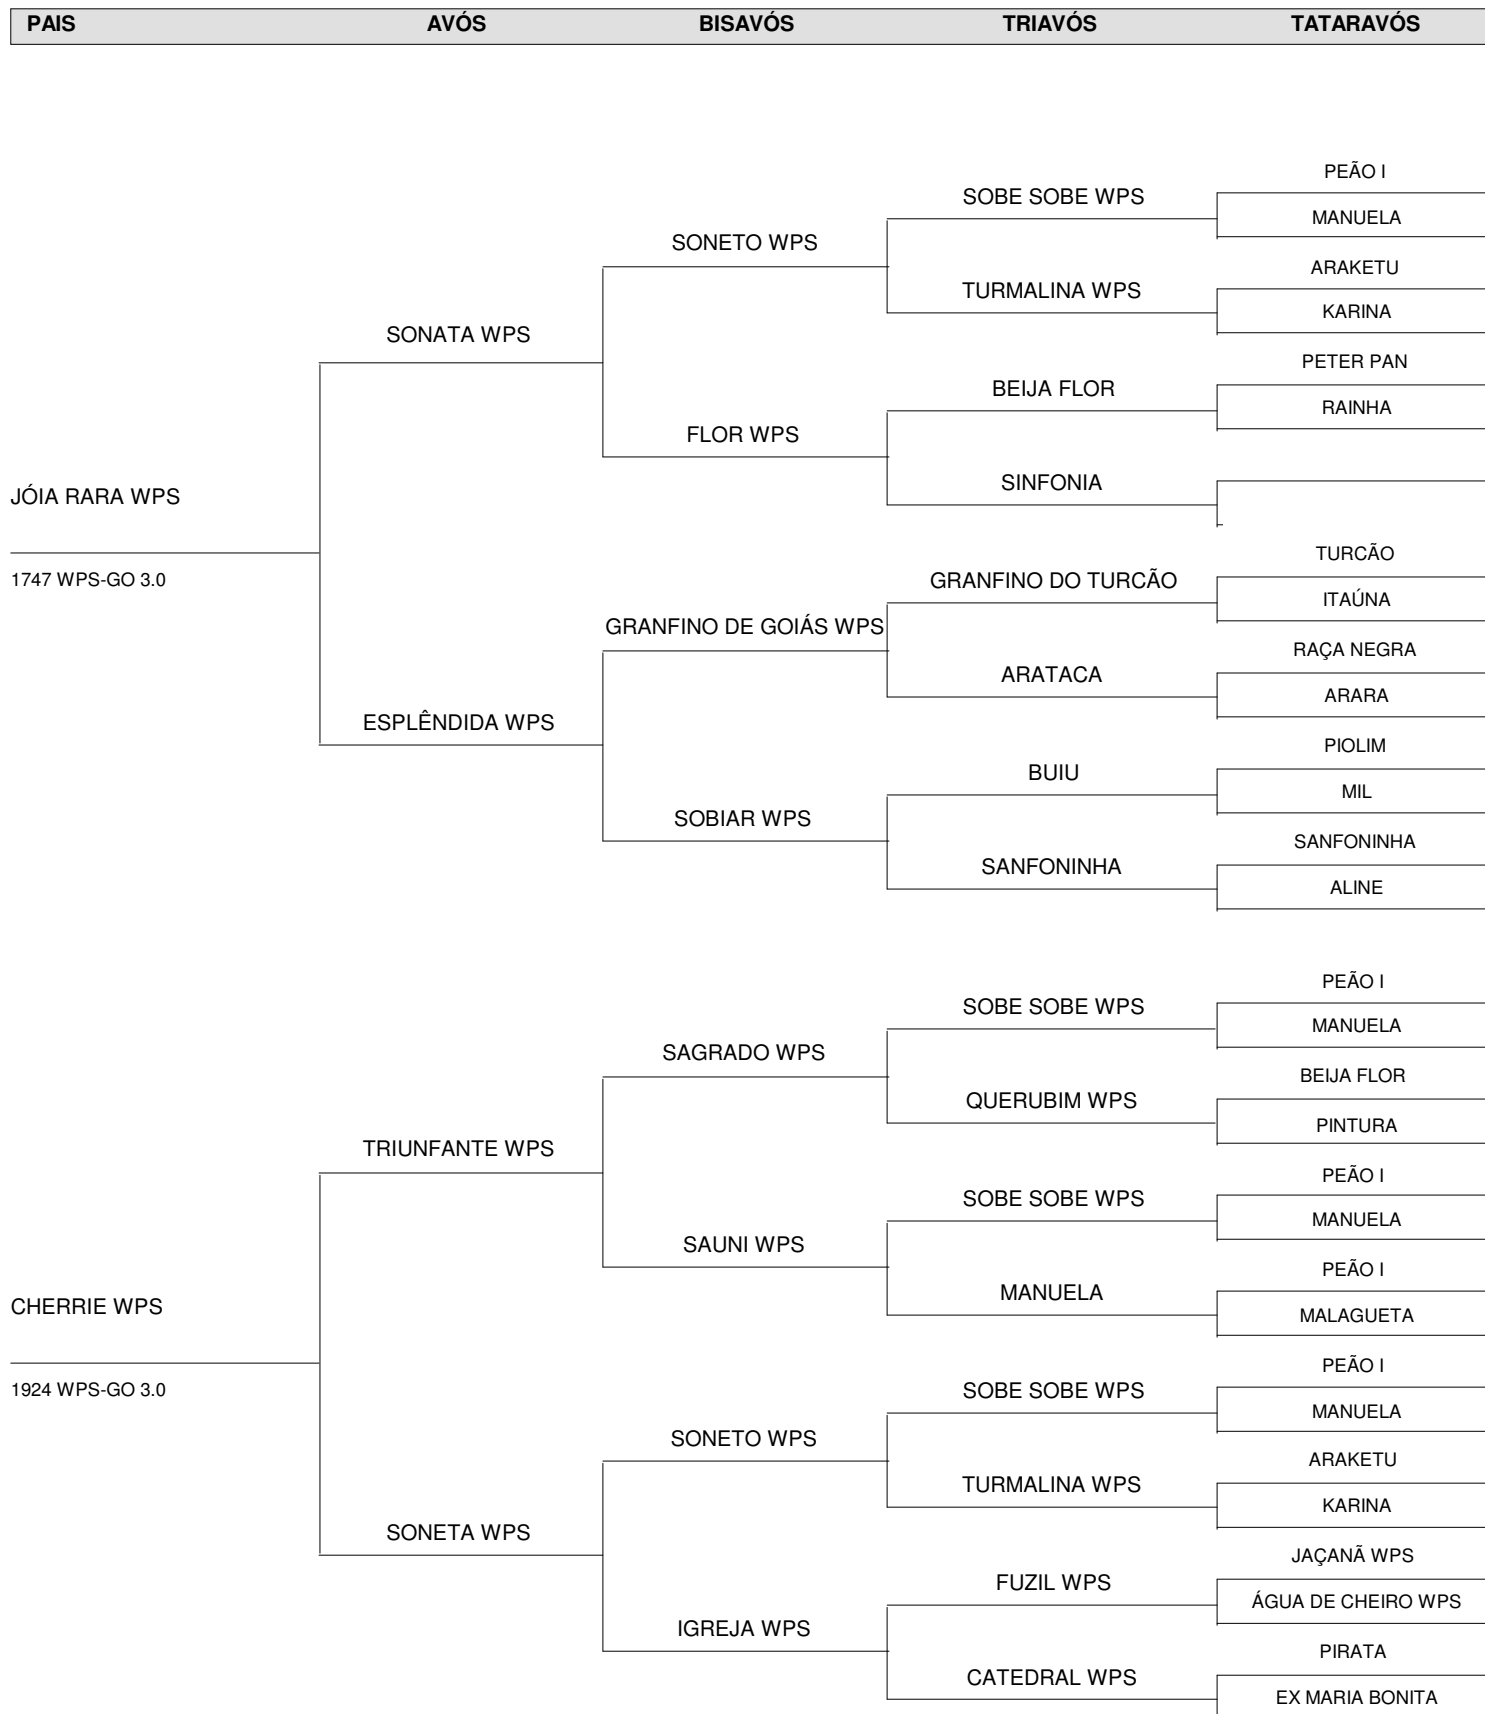 PAIS AVÓS BISAVÓS TRIAVÓS TATARAVÓS
PEÃO I
SOBE SOBE WPS
MANUELA
SONETO WPS
ARAKETU
TURMALINA WPS
KARINA
SONATA WPS
PETER PAN
BEIJA FLOR
RAINHA
FLOR WPS
SINFONIA
JÓIA RARA WPS
TURCÃO
1747 WPS-GO 3.0
GRANFINO DO TURCÃO
ITAÚNA
GRANFINO DE GOIÁS WPS
RAÇA NEGRA
ARATACA
ARARA
ESPLÊNDIDA WPS
PIOLIM
BUIU
MIL
SOBIAR WPS
SANFONINHA
SANFONINHA
ALINE
PEÃO I
SOBE SOBE WPS
MANUELA
SAGRADO WPS
BEIJA FLOR
QUERUBIM WPS
PINTURA
TRIUNFANTE WPS
PEÃO I
SOBE SOBE WPS
MANUELA
SAUNI WPS
PEÃO I
MANUELA
CHERRIE WPS
MALAGUETA
PEÃO I
1924 WPS-GO 3.0
SOBE SOBE WPS
MANUELA
SONETO WPS
ARAKETU
TURMALINA WPS
KARINA
SONETA WPS
JAÇANÃ WPS
FUZIL WPS
ÁGUA DE CHEIRO WPS
IGREJA WPS
PIRATA
CATEDRAL WPS
EX MARIA BONITA